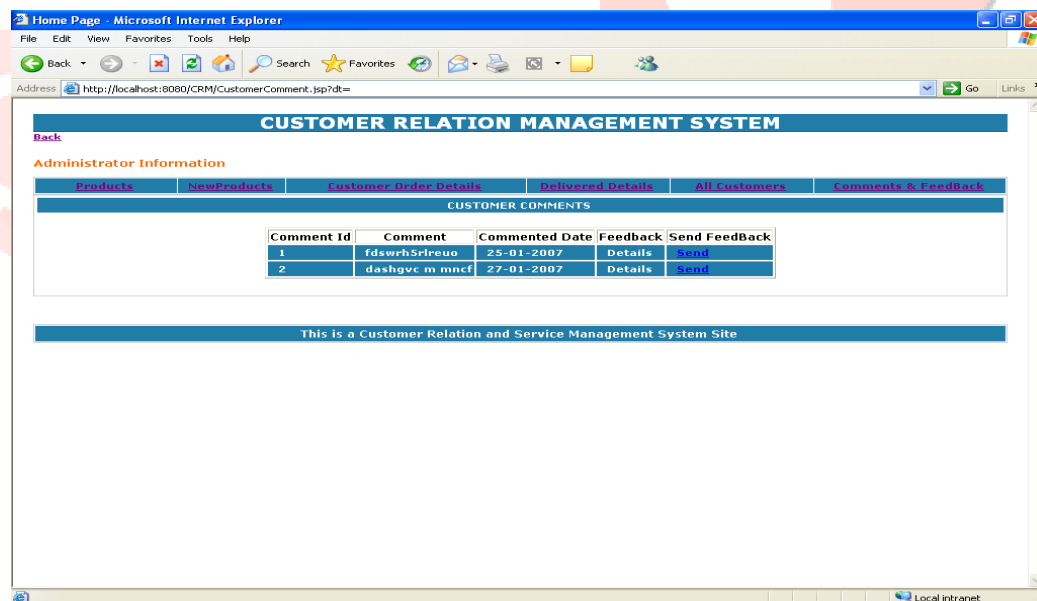 Home Page - Microsoft Internet Explorer
File Edit View Favorites Tools Help
Back Search Favorites
Address http://localhost:8080/CRM/CustomerComment.jsp?dt= Go Links
CUSTOMER RELATION MANAGEMENT SYSTEM
Back
Administrator Information
Products NewProducts Customer Order Details Delivered Details All Customers Comments & FeedBack
CUSTOMER COMMENTS
Comment Id Comment Commented Date Feedback Send FeedBack
1 fdswrh5rlreuo 25-01-2007 Details Send
2 dashgvc m mncf 27-01-2007 Details Send
This is a Customer Relation and Service Management System Site
Local intranet